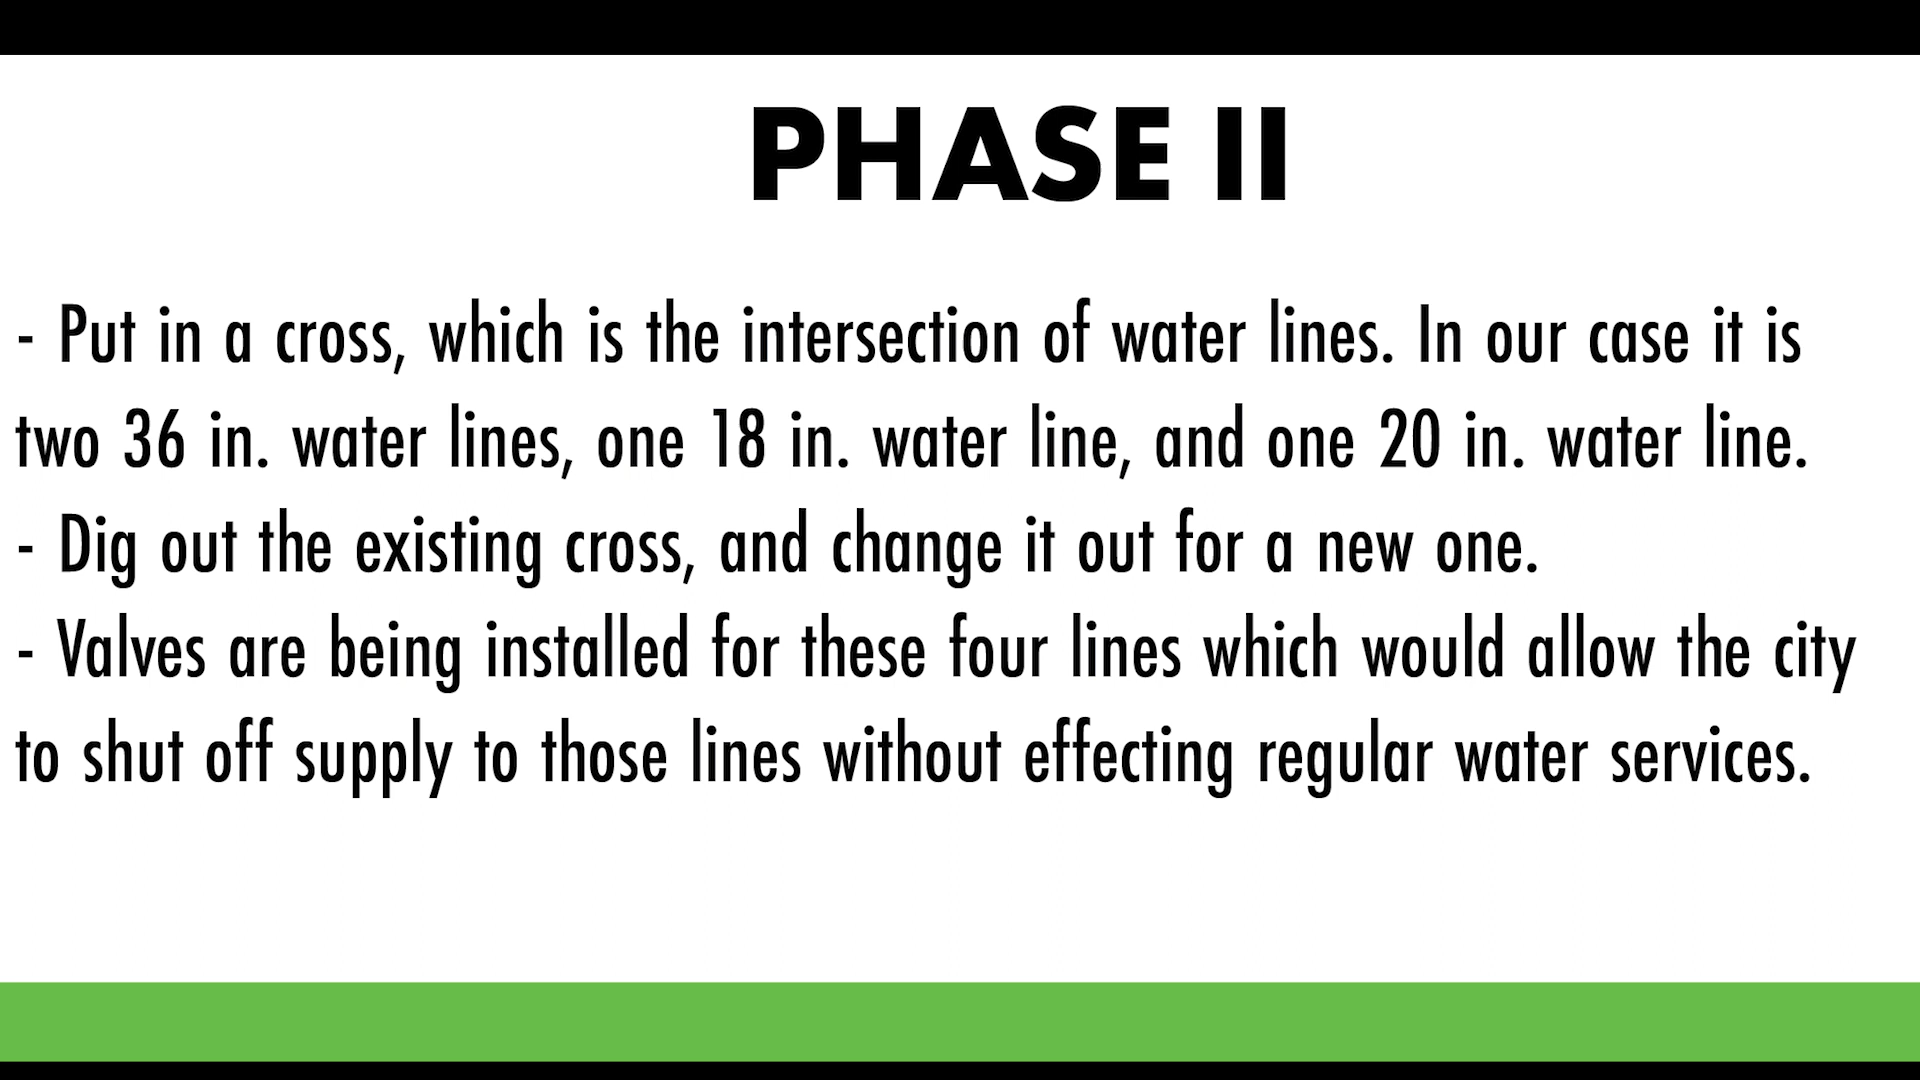 PHASE II
- Put in a cross, which is the intersection of water lines. In our case it is
two 36 in. water lines, one 18 in. water line, and one 20 in. water line.
- Dig out the existing cross, and change it out for a new one.
- Valves are being installed for these four lines which would allow the city
to shut off supply to those lines without effecting regular water services.